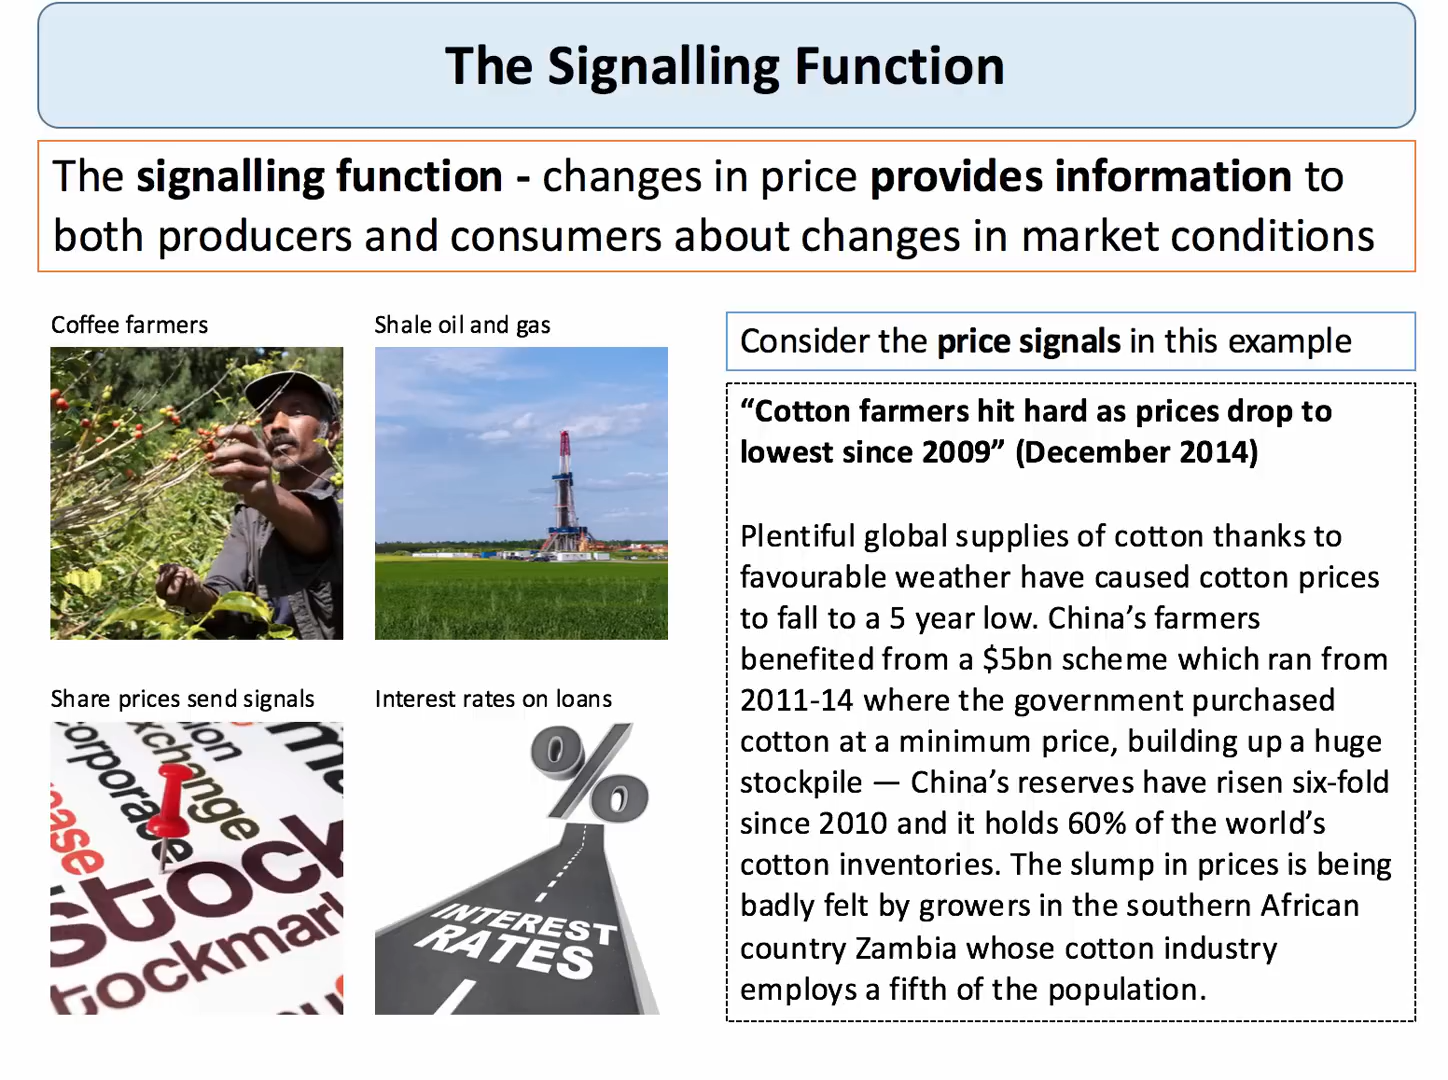 The Signalling Function
The signalling function - changes in price provides information to
both producers and consumers about changes in market conditions
Coffee farmers
Shale oil and gas
Share prices send signals
stock
corporate
exchange
Interest rates on loans
%
INTEREST
RATES
Consider the price signals in this example
“Cotton farmers hit hard as prices drop to
lowest since 2009” (December 2014)
Plentiful global supplies of cotton thanks to
favourable weather have caused cotton prices
to fall to a 5 year low. China’s farmers
benefited from a $5bn scheme which ran from
2011-14 where the government purchased
cotton at a minimum price, building up a huge
stockpile — China’s reserves have risen six-fold
since 2010 and it holds 60% of the world’s
cotton inventories. The slump in prices is being
badly felt by growers in the southern African
country Zambia whose cotton industry
employs a fifth of the population.